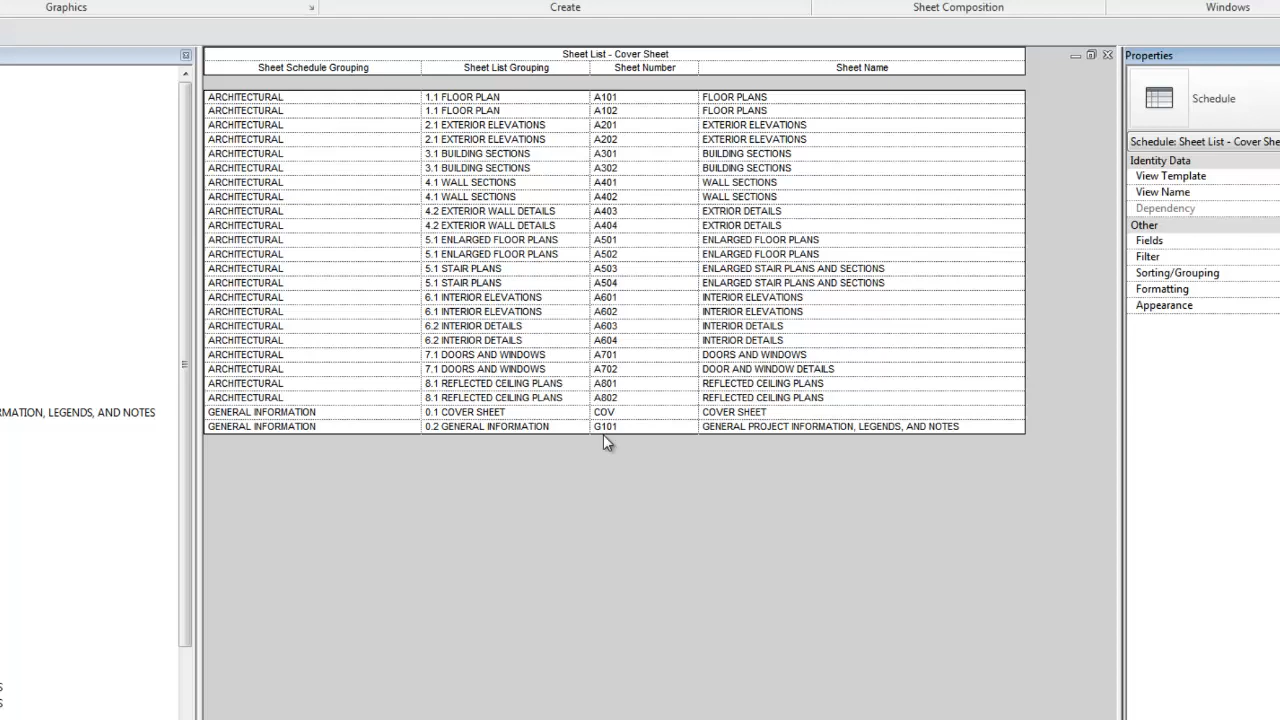 Graphics Create Sheet Composition Windows
Sheet List - Cover Sheet
Sheet Schedule Grouping Sheet List Grouping Sheet Number Sheet Name
ARCHITECTURAL 1.1 FLOOR PLAN A101 FLOOR PLANS
ARCHITECTURAL 1.1 FLOOR PLAN A102 FLOOR PLANS
ARCHITECTURAL 2.1 EXTERIOR ELEVATIONS A201 EXTERIOR ELEVATIONS
ARCHITECTURAL 2.1 EXTERIOR ELEVATIONS A202 EXTERIOR ELEVATIONS
ARCHITECTURAL 3.1 BUILDING SECTIONS A301 BUILDING SECTIONS
ARCHITECTURAL 3.1 BUILDING SECTIONS A302 BUILDING SECTIONS
ARCHITECTURAL 4.1 WALL SECTIONS A401 WALL SECTIONS
ARCHITECTURAL 4.1 WALL SECTIONS A402 WALL SECTIONS
ARCHITECTURAL 4.2 EXTERIOR WALL DETAILS A403 EXTRIOR DETAILS
ARCHITECTURAL 4.2 EXTERIOR WALL DETAILS A404 EXTRIOR DETAILS
ARCHITECTURAL 5.1 ENLARGED FLOOR PLANS A501 ENLARGED FLOOR PLANS
ARCHITECTURAL 5.1 ENLARGED FLOOR PLANS A502 ENLARGED FLOOR PLANS
ARCHITECTURAL 5.1 STAIR PLANS A503 ENLARGED STAIR PLANS AND SECTIONS
ARCHITECTURAL 5.1 STAIR PLANS A504 ENLARGED STAIR PLANS AND SECTIONS
ARCHITECTURAL 6.1 INTERIOR ELEVATIONS A601 INTERIOR ELEVATIONS
ARCHITECTURAL 6.1 INTERIOR ELEVATIONS A602 INTERIOR ELEVATIONS
ARCHITECTURAL 6.2 INTERIOR DETAILS A603 INTERIOR DETAILS
ARCHITECTURAL 6.2 INTERIOR DETAILS A604 INTERIOR DETAILS
ARCHITECTURAL 7.1 DOORS AND WINDOWS A701 DOORS AND WINDOWS
ARCHITECTURAL 7.1 DOORS AND WINDOWS A702 DOOR AND WINDOW DETAILS
ARCHITECTURAL 8.1 REFLECTED CEILING PLANS A801 REFLECTED CEILING PLANS
ARCHITECTURAL 8.1 REFLECTED CEILING PLANS A802 REFLECTED CEILING PLANS
GENERAL INFORMATION 0.1 COVER SHEET COV COVER SHEET
GENERAL INFORMATION 0.2 GENERAL INFORMATION G101 GENERAL PROJECT INFORMATION, LEGENDS, AND NOTES
RMATION, LEGENDS, AND NOTES
S
S
Properties
Schedule
Schedule: Sheet List - Cover She
Identity Data
View Template
View Name
Dependency
Other
Fields
Filter
Sorting/Grouping
Formatting
Appearance